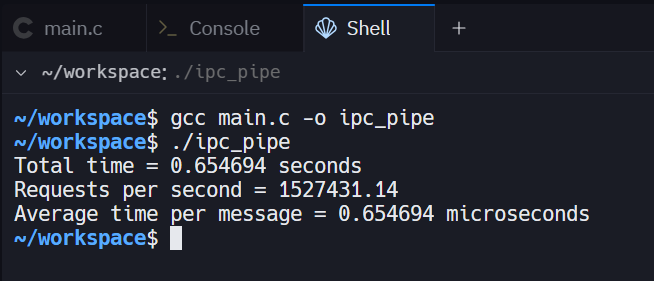 main.c
Console
Shell
~/workspace: ./ipc_pipe
~/workspace$ gcc main.c -o ipc_pipe
~/workspace$ ./ipc_pipe
Total time = 0.654694 seconds
Requests per second = 1527431.14
Average time per message = 0.654694 microseconds
~/workspace$